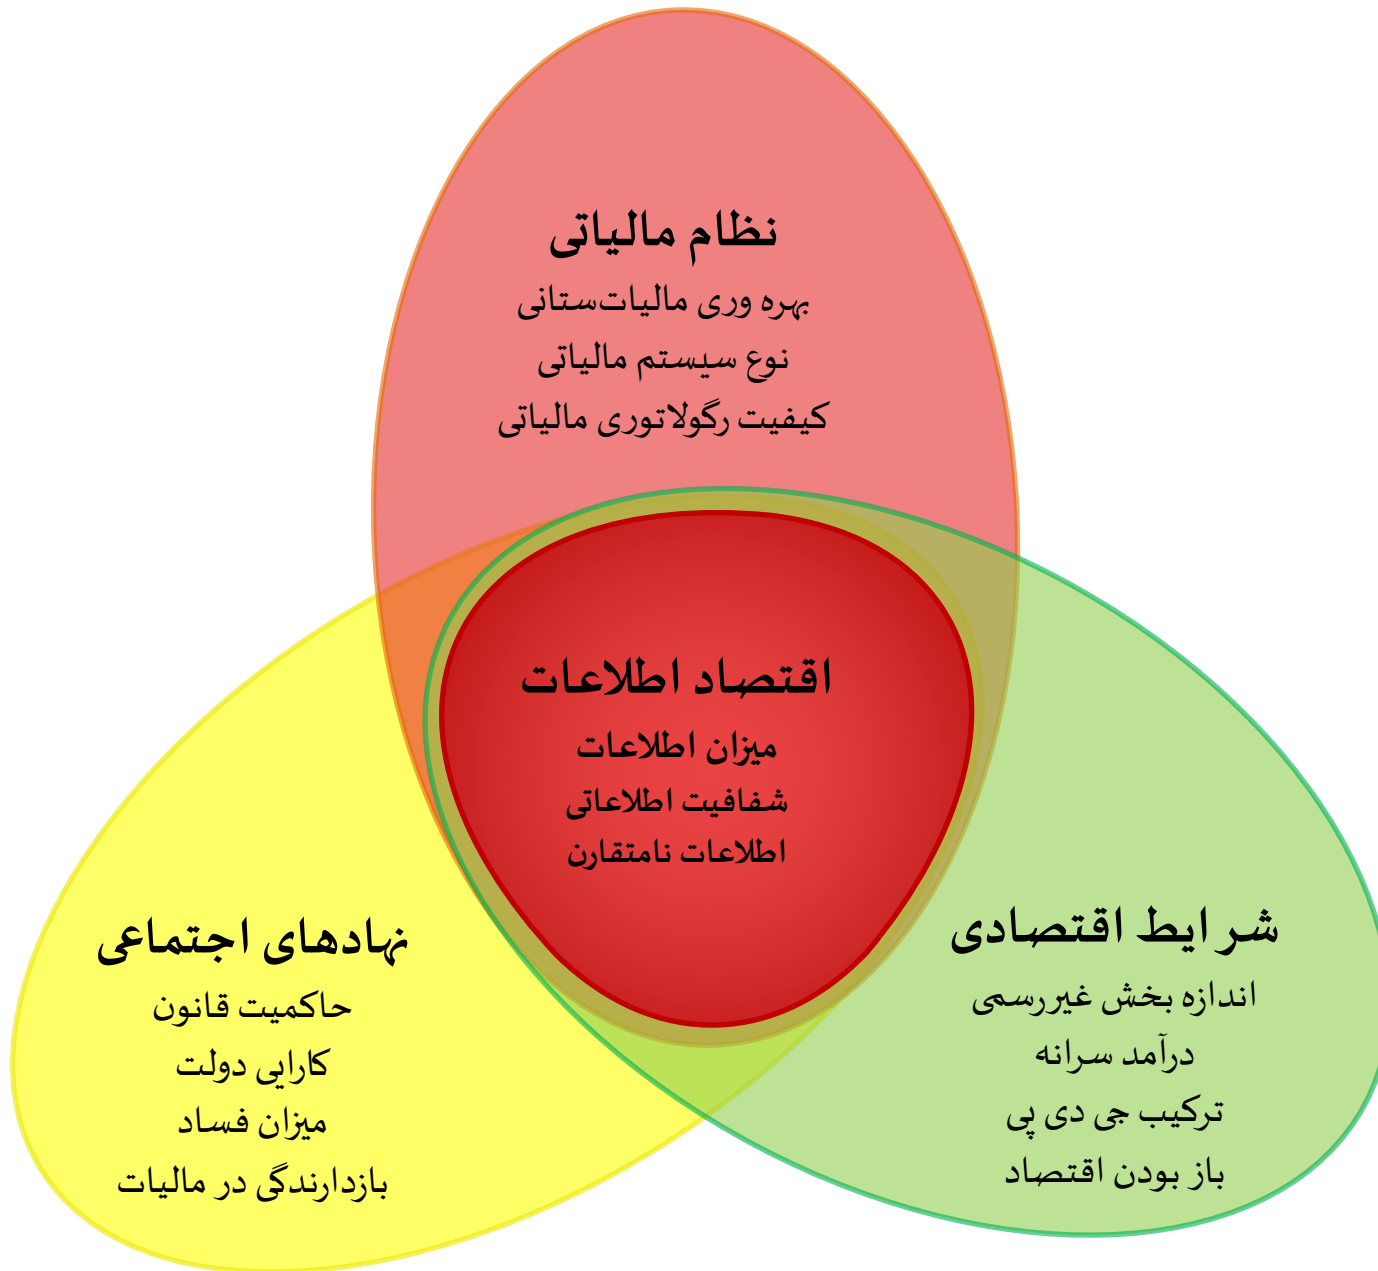 نظام مالیاتی
بهره وری مالیات‌ستانی
نوع سیستم مالیاتی
کیفیت رگولاتوری مالیاتی
اقتصاد اطلاعات
میزان اطلاعات
شفافیت اطلاعاتی
اطلاعات نامتقارن
شرایط اقتصادی
اندازه بخش غیررسمی
درآمد سرانه
ترکیب جی دی پی
باز بودن اقتصاد
نهادهای اجتماعی
حاکمیت قانون
کارایی دولت
میزان فساد
بازدارندگی در مالیات